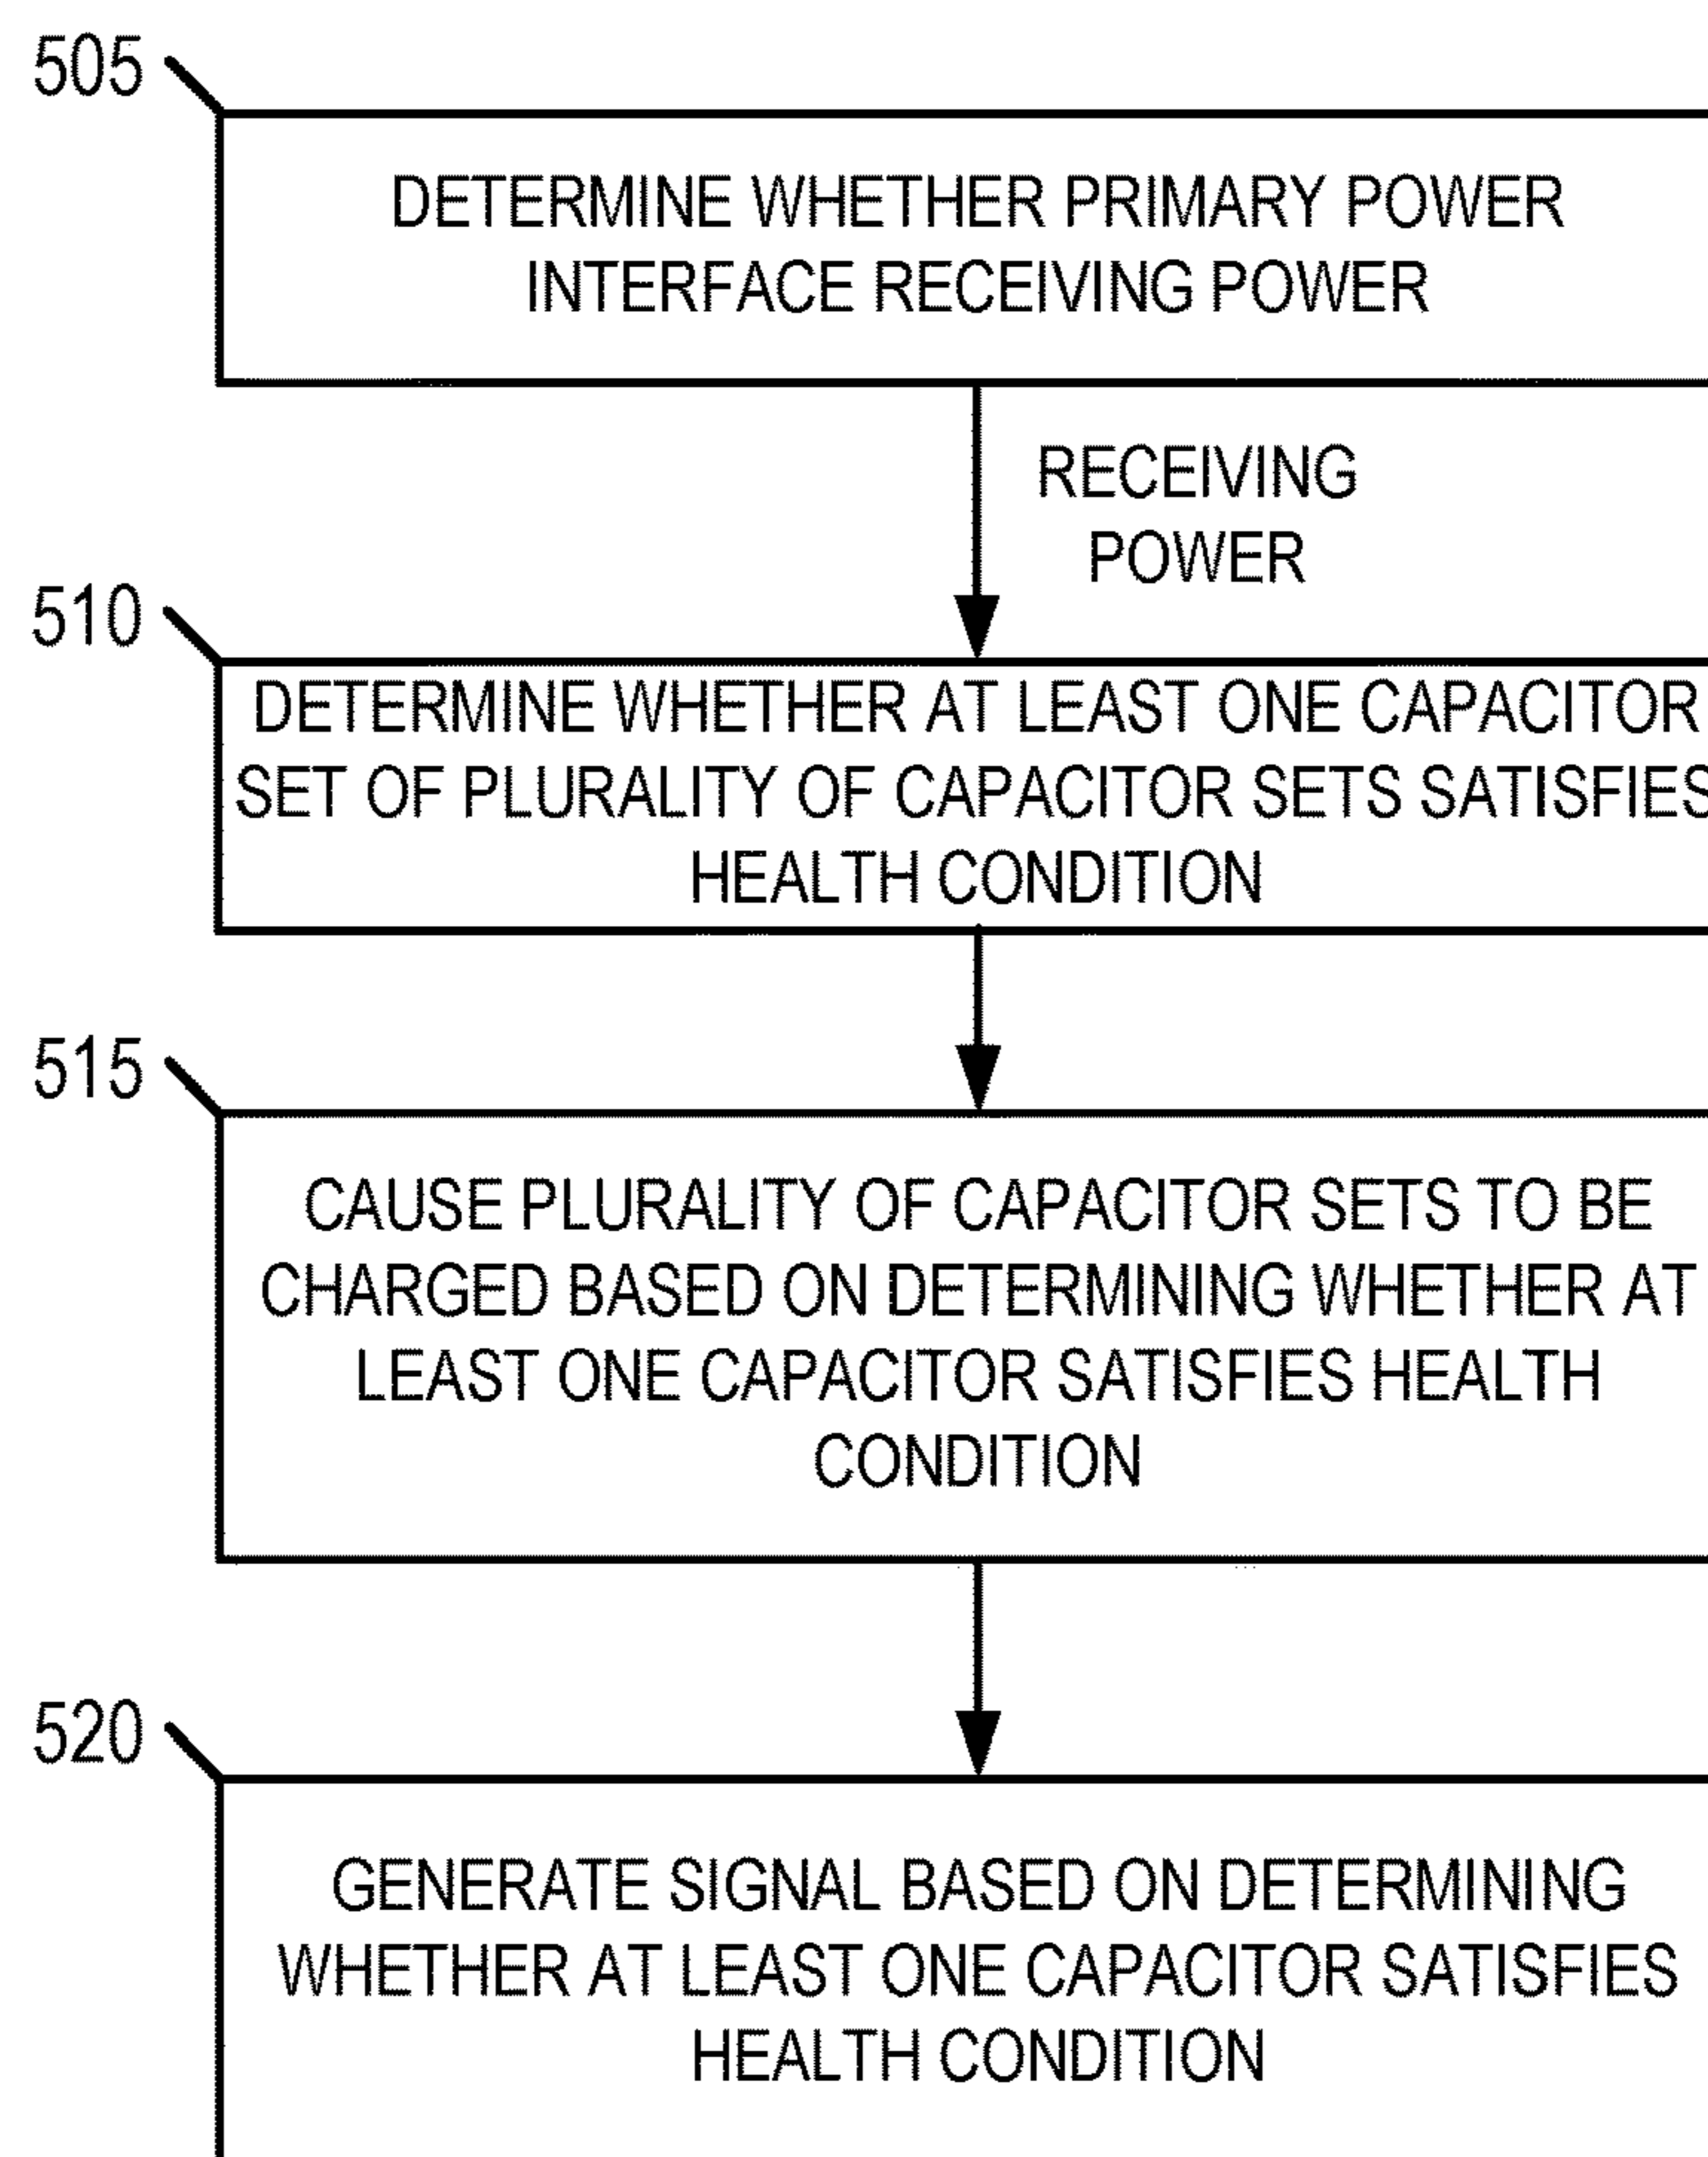 505
DETERMINE WHETHER PRIMARY POWER
INTERFACE RECEIVING POWER
RECEIVING
POWER
510
DETERMINE WHETHER AT LEAST ONE CAPACITOR
SET OF PLURALITY OF CAPACITOR SETS SATISFIES
HEALTH CONDITION
515
CAUSE PLURALITY OF CAPACITOR SETS TO BE
CHARGED BASED ON DETERMINING WHETHER AT
LEAST ONE CAPACITOR SATISFIES HEALTH
CONDITION
520
GENERATE SIGNAL BASED ON DETERMINING
WHETHER AT LEAST ONE CAPACITOR SATISFIES
HEALTH CONDITION